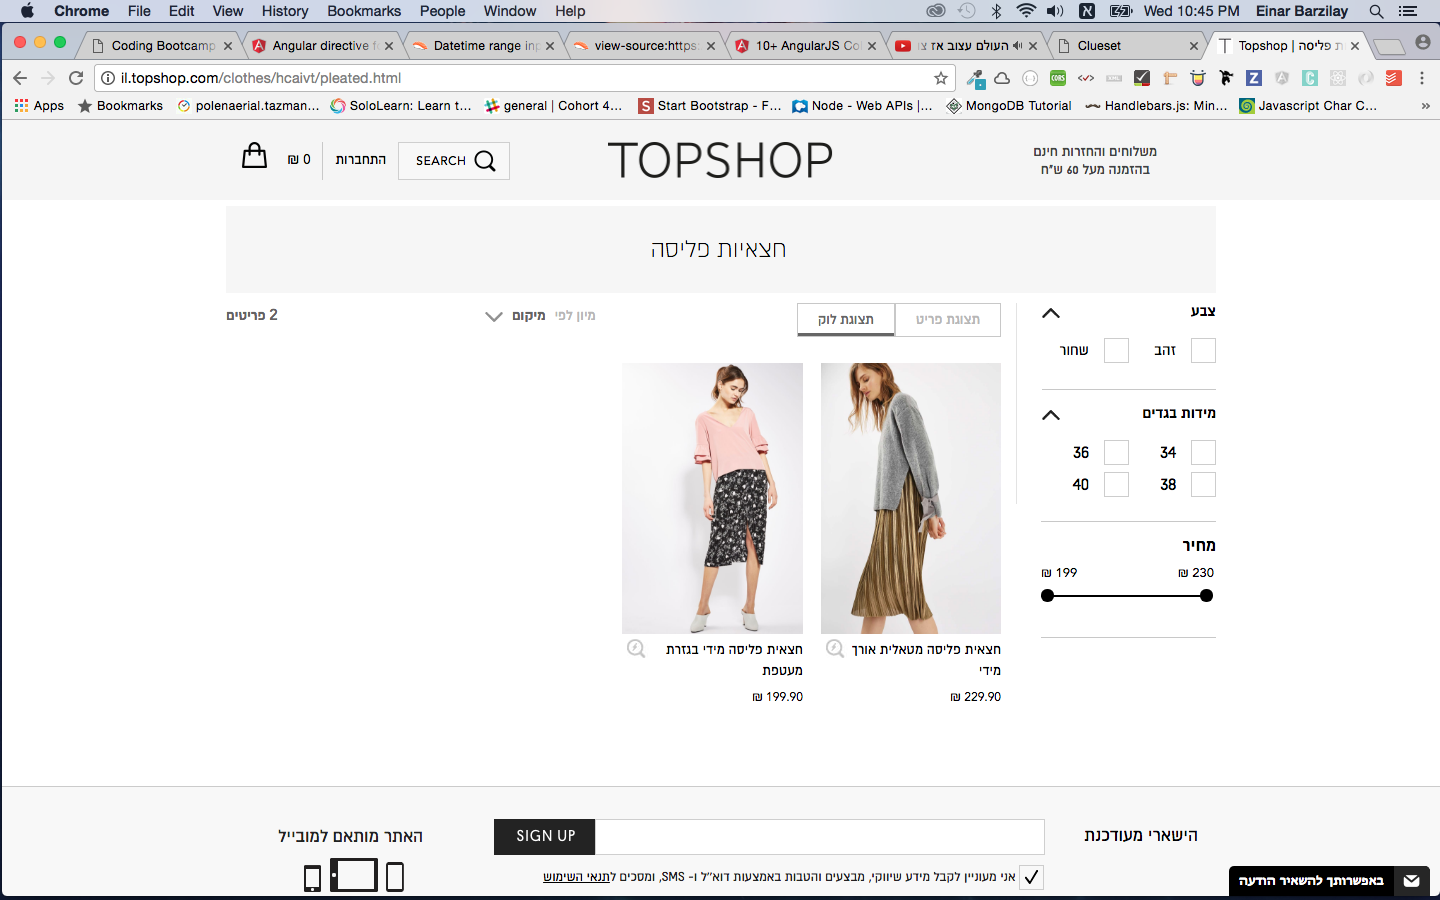 Chrome File Edit View History Bookmarks People Window Help Wed 10:45 PM Einar Barzilay
Coding Bootcamp
Angular directive f
Datetime range inp
view-source:https:
10+ AngularJS Co
העולם עצוב אז צו
Clueset
Topshop | ת פליסה
il.topshop.com/clothes/hcaivt/pleated.html
Apps Bookmarks polenaerial.tazman... SoloLearn: Learn t... general | Cohort 4... Start Bootstrap - F... Node - Web APIs |... MongoDB Tutorial Handlebars.js: Min... Javascript Char C... »
₪ 0
התחברות
SEARCH
TOPSHOP
משלוחים והחזרות חינם
בהזמנה מעל 60 ש"ח
חצאיות פליסה
צבע
זהב
שחור
מידות בגדים
34
36
38
40
מחיר
₪ 199
₪ 230
תצוגת פריט
תצוגת לוק
מיון לפי מיקום
2 פריטים
חצאית פליסה מטאלית אורך
מידי
₪ 229.90
חצאית פליסה מידי בגזרת
מעטפת
₪ 199.90
הישארי מעודכנת
SIGN UP
אני מעוניין לקבל מידע שיווקי, מבצעים והטבות באמצעות דוא"ל ו- SMS, ומסכים לתנאי השימוש
האתר מותאם למובייל
באפשרותך להשאיר הודעה